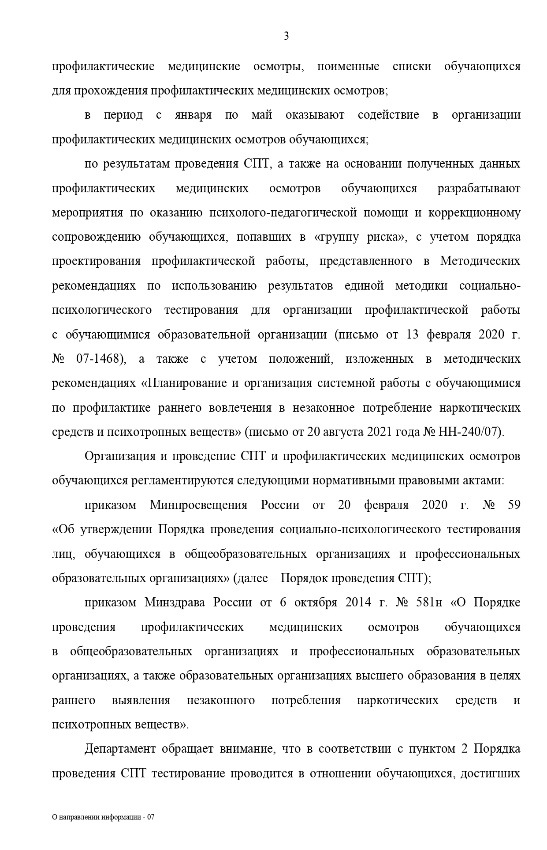 3
профилактические медицинские осмотры, поименные списки обучающихся
для прохождения профилактических медицинских осмотров;
в период с января по май оказывают содействие в организации
профилактических медицинских осмотров обучающихся;
по результатам проведения СПТ, а также на основании полученных данных
профилактических медицинских осмотров обучающихся разрабатывают
мероприятия по оказанию психолого-педагогической помощи и коррекционному
сопровождению обучающихся, попавших в «группу риска», с учетом порядка
проектирования профилактической работы, представленного в Методических
рекомендациях по использованию результатов единой методики социально-
психологического тестирования для организации профилактической работы
с обучающимися образовательной организации (письмо от 13 февраля 2020 г.
№ 07-1468), а также с учетом положений, изложенных в методических
рекомендациях «Планирование и организация системной работы с обучающимися
по профилактике раннего вовлечения в незаконное потребление наркотических
средств и психотропных веществ» (письмо от 20 августа 2021 года № НН-240/07).
Организация и проведение СПТ и профилактических медицинских осмотров
обучающихся регламентируются следующими нормативными правовыми актами:
приказом Минпросвещения России от 20 февраля 2020 г. № 59
«Об утверждении Порядка проведения социально-психологического тестирования
лиц, обучающихся в общеобразовательных организациях и профессиональных
образовательных организациях» (далее Порядок проведения СПТ);
приказом Минздрава России от 6 октября 2014 г. № 581н «О Порядке
проведения профилактических медицинских осмотров обучающихся
в общеобразовательных организациях и профессиональных образовательных
организациях, а также образовательных организациях высшего образования в целях
раннего выявления незаконного потребления наркотических средств и
психотропных веществ».
Департамент обращает внимание, что в соответствии с пунктом 2 Порядка
проведения СПТ тестирование проводится в отношении обучающихся, достигших
О направлении информации - 07